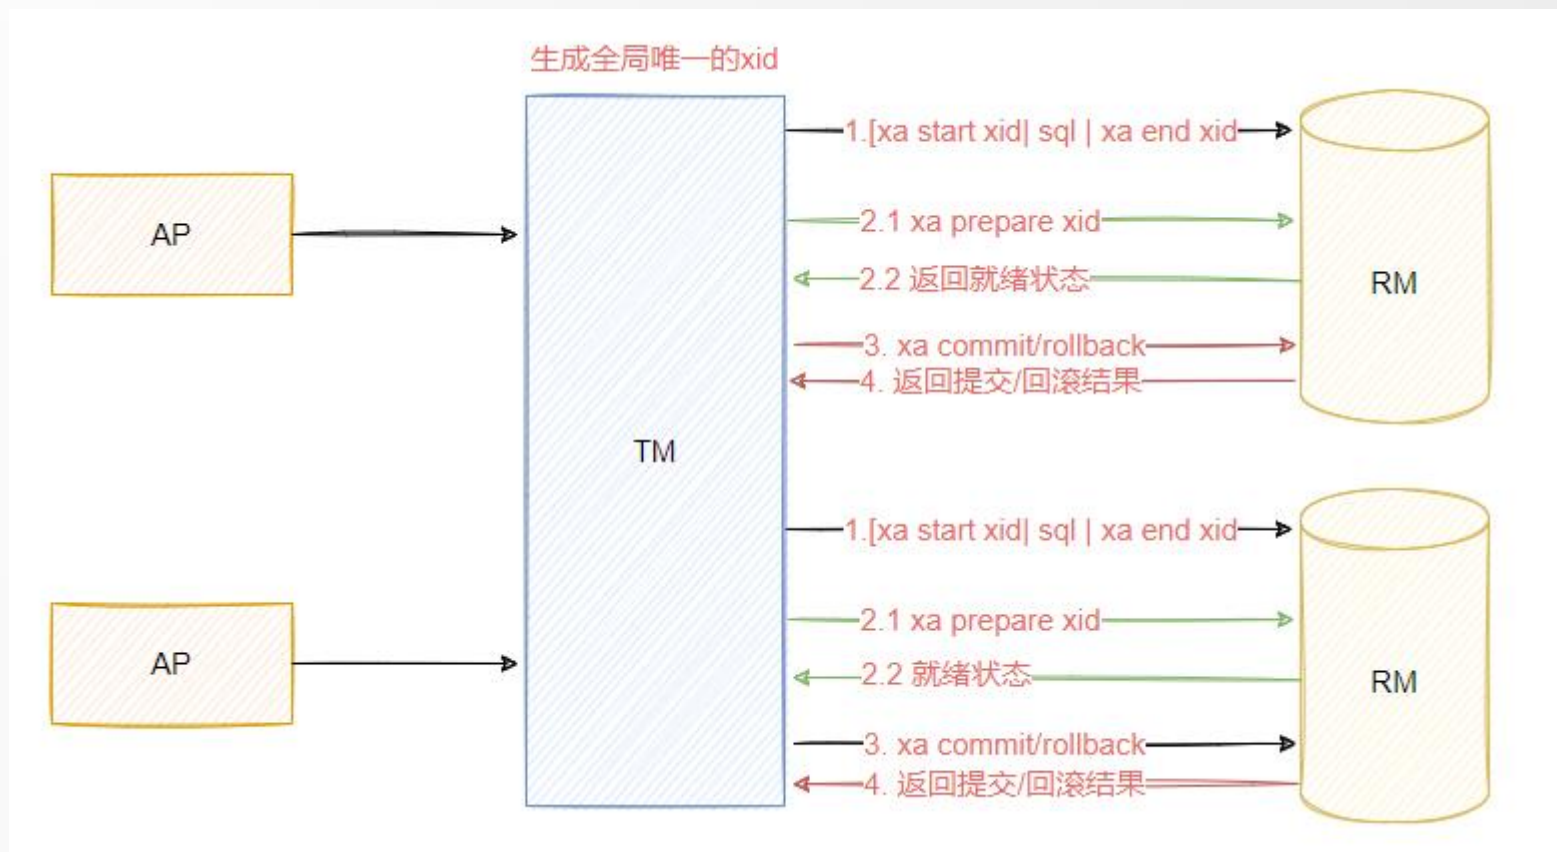 生成全局唯一的xid
1.[xa start xid| sql | xa end xid
AP
2.1 xa prepare xid
2.2 返回就绪状态
RM
3. xa commit/rollback
4. 返回提交/回滚结果
TM
1.[xa start xid| sql | xa end xid
2.1 xa prepare xid
AP
2.2 就绪状态
RM
3. xa commit/rollback
4. 返回提交/回滚结果